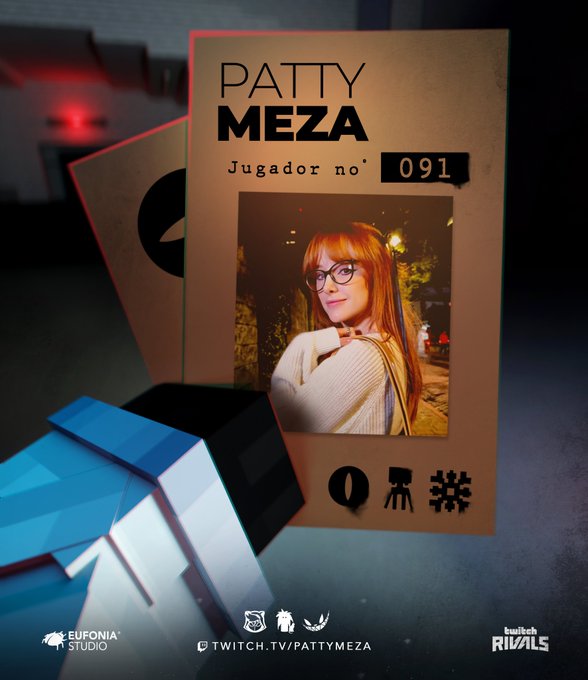 PATTY
MEZA
Jugador no° 091
EUFONIA®
STUDIO
TWITCH.TV/PATTYMEZA
twitch
RIVALS